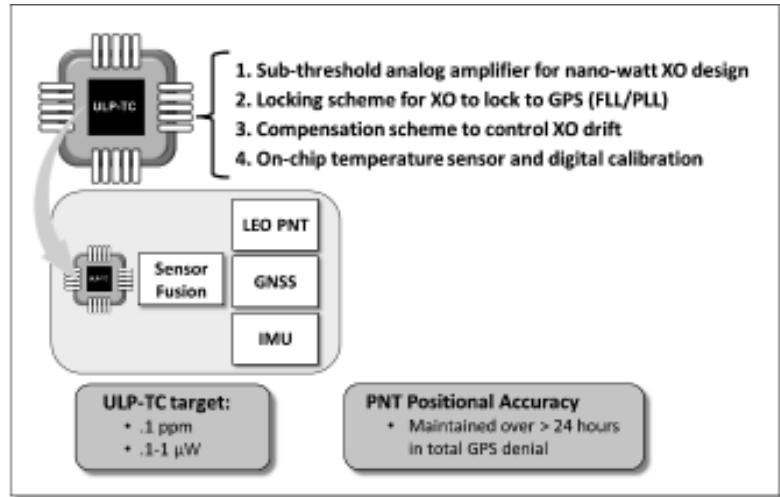 ULP-TC
1. Sub-threshold analog amplifier for nano-watt XO design
2. Locking scheme for XO to lock to GPS (FLL/PLL)
3. Compensation scheme to control XO drift
4. On-chip temperature sensor and digital calibration
LEO PNT
Sensor
Fusion
GNSS
IMU
ULP-TC target:
• .1 ppm
• .1-1 µW
PNT Positional Accuracy
• Maintained over > 24 hours
in total GPS denial